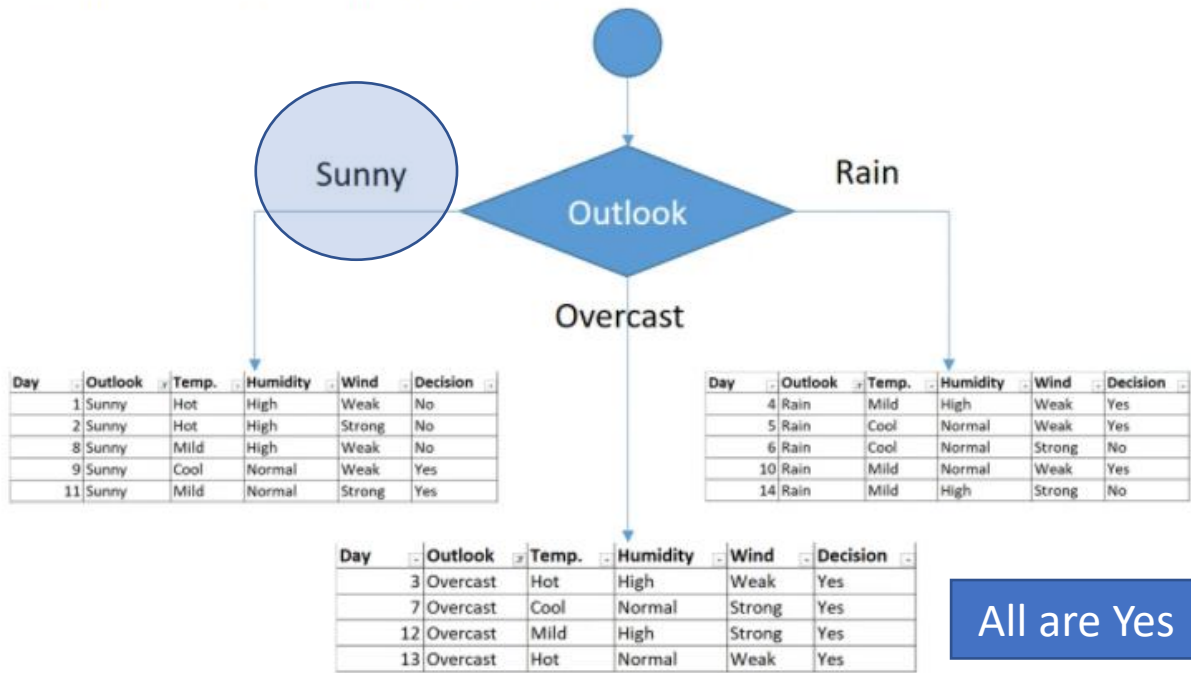 Sunny
Rain
Outlook
Overcast
Day Outlook Temp. Humidity Wind Decision
1 Sunny Hot High Weak No
2 Sunny Hot High Strong No
8 Sunny Mild High Weak No
9 Sunny Cool Normal Weak Yes
11 Sunny Mild Normal Strong Yes
Day Outlook Temp. Humidity Wind Decision
4 Rain Mild High Weak Yes
5 Rain Cool Normal Weak Yes
6 Rain Cool Normal Strong No
10 Rain Mild Normal Weak Yes
14 Rain Mild High Strong No
Day Outlook Temp. Humidity Wind Decision
3 Overcast Hot High Weak Yes
7 Overcast Cool Normal Strong Yes
12 Overcast Mild High Strong Yes
13 Overcast Hot Normal Weak Yes
All are Yes